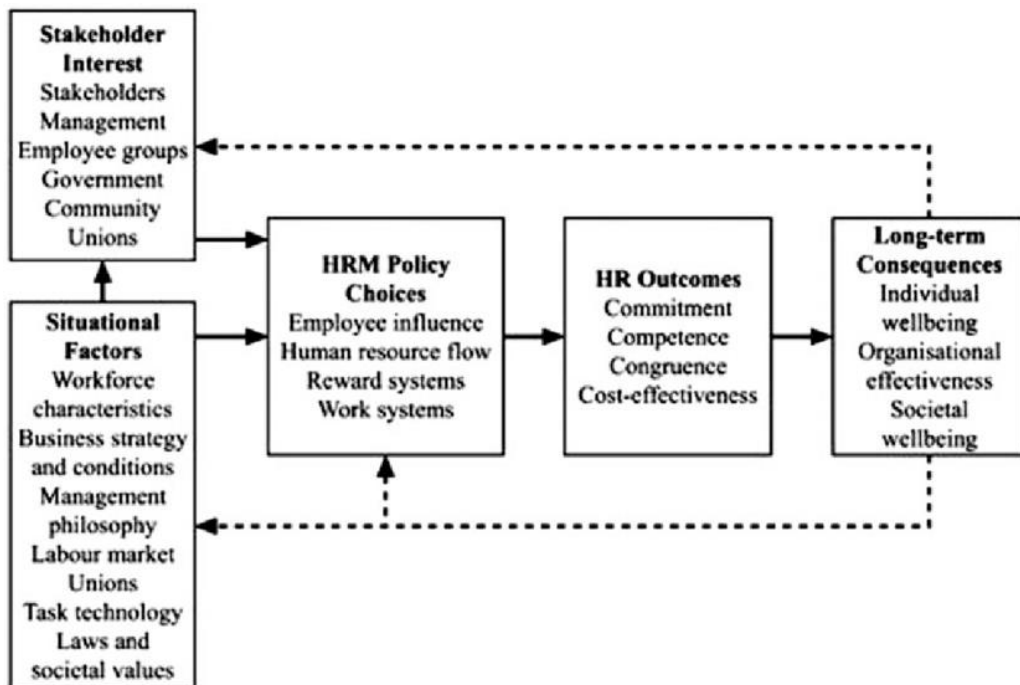 Stakeholder
Interest
Stakeholders
Management
Employee groups
Government
Community
Unions
Situational
Factors
Workforce
characteristics
Business strategy
and conditions
Management
philosophy
Labour market
Unions
Task technology
Laws and
societal values
HRM Policy
Choices
Employee influence
Human resource flow
Reward systems
Work systems
HR Outcomes
Commitment
Competence
Congruence
Cost-effectiveness
Long-term
Consequences
Individual
wellbeing
Organisational
effectiveness
Societal
wellbeing